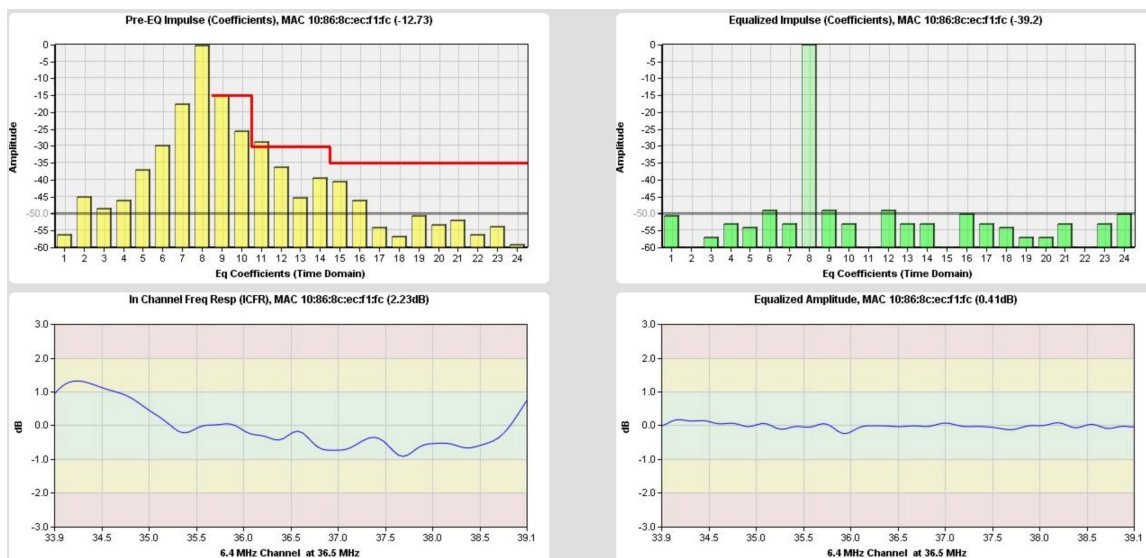 Pre-EQ Impulse (Coefficients), MAC 10:86:8c:ec:f1:fc (-12.73)
0
-5
-10
-15
-20
-25
-30
-35
-40
-45
-50.0
-55
-60
Amplitude
1 2 3 4 5 6 7 8 9 10 11 12 13 14 15 16 17 18 19 20 21 22 23 24
Eq Coefficients (Time Domain)
Equalized Impulse (Coefficients), MAC 10:86:8c:ec:f1:fc (-39.2)
0
-5
-10
-15
-20
-25
-30
-35
-40
-45
-50.0
-55
-60
Amplitude
1 2 3 4 5 6 7 8 9 10 11 12 13 14 15 16 17 18 19 20 21 22 23 24
Eq Coefficients (Time Domain)
In Channel Freq Resp (ICFR), MAC 10:86:8c:ec:f1:fc (2.23dB)
3.0
2.0
1.0
0.0
-1.0
-2.0
-3.0
dB
33.9 34.5 35.0 35.5 36.0 36.5 37.0 37.5 38.0 38.5 39.1
6.4 MHz Channel at 36.5 MHz
Equalized Amplitude, MAC 10:86:8c:ec:f1:fc (0.41dB)
3.0
2.0
1.0
0.0
-1.0
-2.0
-3.0
dB
33.9 34.5 35.0 35.5 36.0 36.5 37.0 37.5 38.0 38.5 39.1
6.4 MHz Channel at 36.5 MHz